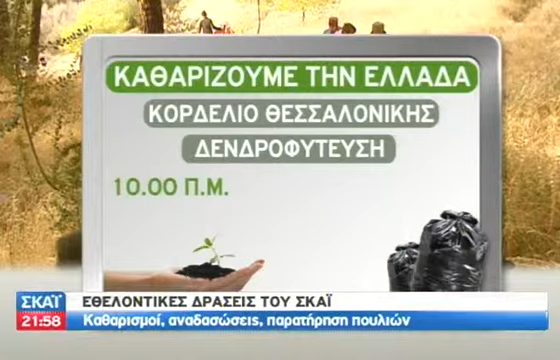 ΚΑΘΑΡΙΖΟΥΜΕ ΤΗΝ ΕΛΛΑΔΑ
ΚΟΡΔΕΛΙΟ ΘΕΣΣΑΛΟΝΙΚΗΣ
ΔΕΝΔΡΟΦΥΤΕΥΣΗ
10.00 Π.Μ.
ΣΚΑΪ ΕΘΕΛΟΝΤΙΚΕΣ ΔΡΑΣΕΙΣ ΤΟΥ ΣΚΑΪ
21:58 Καθαρισμοί, αναδασώσεις, παρατήρηση πουλιών